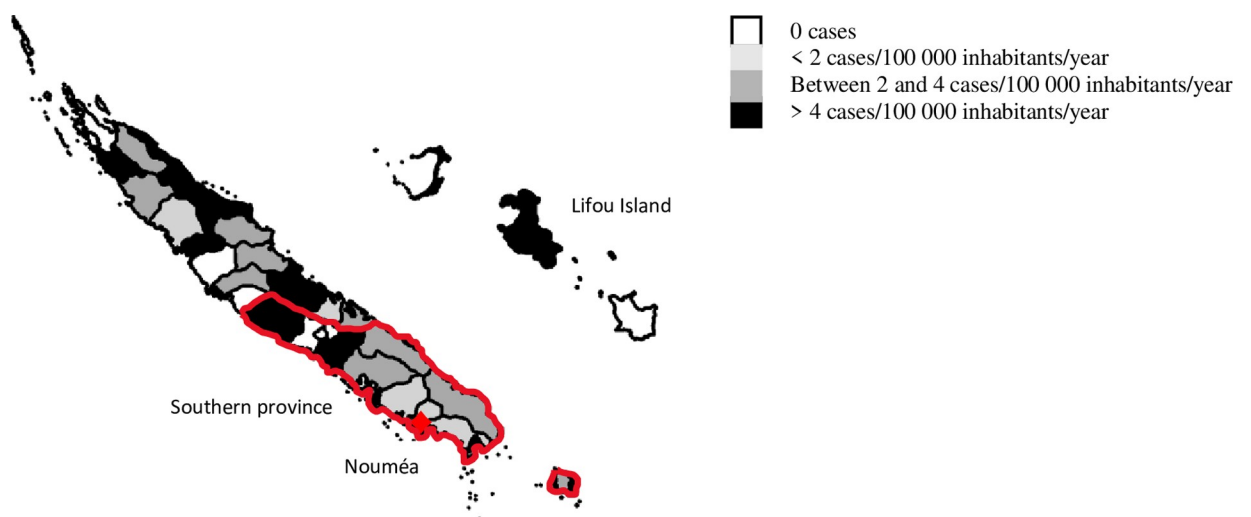 0 cases
< 2 cases/100 000 inhabitants/year
Between 2 and 4 cases/100 000 inhabitants/year
> 4 cases/100 000 inhabitants/year
Lifou Island
Southern province
Nouméa